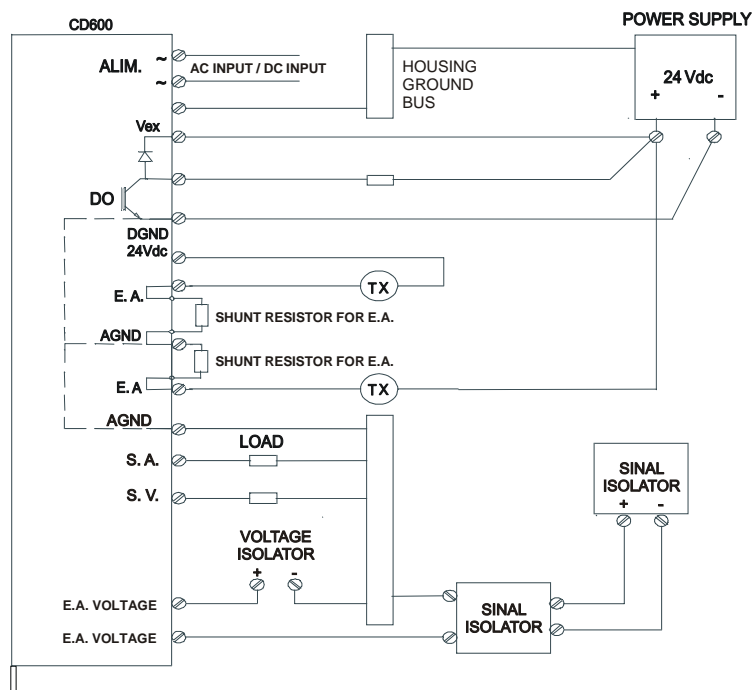 CD600
POWER SUPPLY
ALIM.
~
~
AC INPUT / DC INPUT
HOUSING
GROUND
BUS
24 Vdc
+ -
Vex
DO
DGND
24Vdc
TX
E. A.
SHUNT RESISTOR FOR E.A.
AGND
SHUNT RESISTOR FOR E.A.
E. A
TX
AGND
LOAD
S. A.
S. V.
SINAL
ISOLATOR
+ -
VOLTAGE
ISOLATOR
+ -
E.A. VOLTAGE
SINAL
ISOLATOR
E.A. VOLTAGE